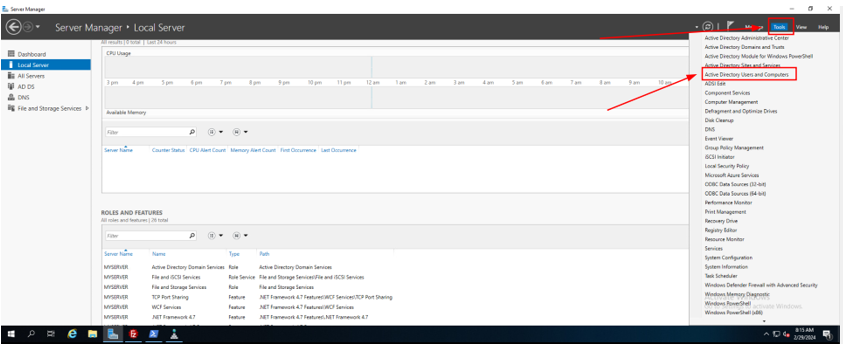 Server Manager
Server Manager • Local Server
Manage Tools View Help
Dashboard
Local Server
All Servers
AD DS
DNS
File and Storage Services
All results | 0 total | Last 24 hours
CPU Usage
3 pm 4 pm 5 pm 6 pm 7 pm 8 pm 9 pm 10 pm 11 pm 12 am 1 am 2 am 3 am 4 am 5 am 6 am 7 am 8 am 9 am 10 am
Available Memory
Filter
Server Name Counter Status CPU Alert Count Memory Alert Count First Occurrence Last Occurrence
ROLES AND FEATURES
All roles and features | 26 total
Filter
Server Name Name Type Path
MYSERVER Active Directory Domain Services Role Active Directory Domain Services
MYSERVER File and iSCSI Services Role Service File and Storage Services\File and iSCSI Services
MYSERVER File and Storage Services Role File and Storage Services
MYSERVER TCP Port Sharing Feature .NET Framework 4.7 Features\WCF Services\TCP Port Sharing
MYSERVER WCF Services Feature .NET Framework 4.7 Features\WCF Services
MYSERVER .NET Framework 4.7 Feature .NET Framework 4.7 Features\.NET Framework 4.7
Active Directory Administrative Center
Active Directory Domains and Trusts
Active Directory Module for Windows PowerShell
Active Directory Sites and Services
Active Directory Users and Computers
ADSI Edit
Component Services
Computer Management
Defragment and Optimize Drives
Disk Cleanup
DNS
Event Viewer
Group Policy Management
iSCSI Initiator
Local Security Policy
Microsoft Azure Services
ODBC Data Sources (32-bit)
ODBC Data Sources (64-bit)
Performance Monitor
Print Management
Recovery Drive
Registry Editor
Resource Monitor
Services
System Configuration
System Information
Task Scheduler
Windows Defender Firewall with Advanced Security
Windows Memory Diagnostic
Windows PowerShell
Windows PowerShell (x86)
activate Windows.
8:15 AM
2/29/2024